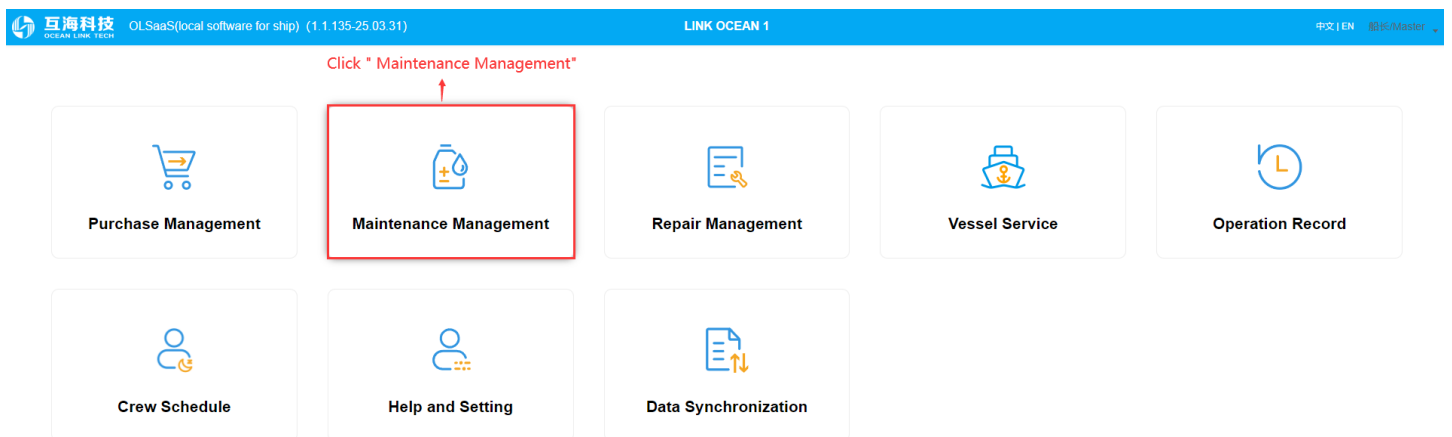 互海科技
OCEAN LINK TECH
OLSaaS(local software for ship) (1.1.135-25.03.31)
LINK OCEAN 1
中文 | EN
船长/Master
Click " Maintenance Management"
Purchase Management
Maintenance Management
Repair Management
Vessel Service
Operation Record
Crew Schedule
Help and Setting
Data Synchronization